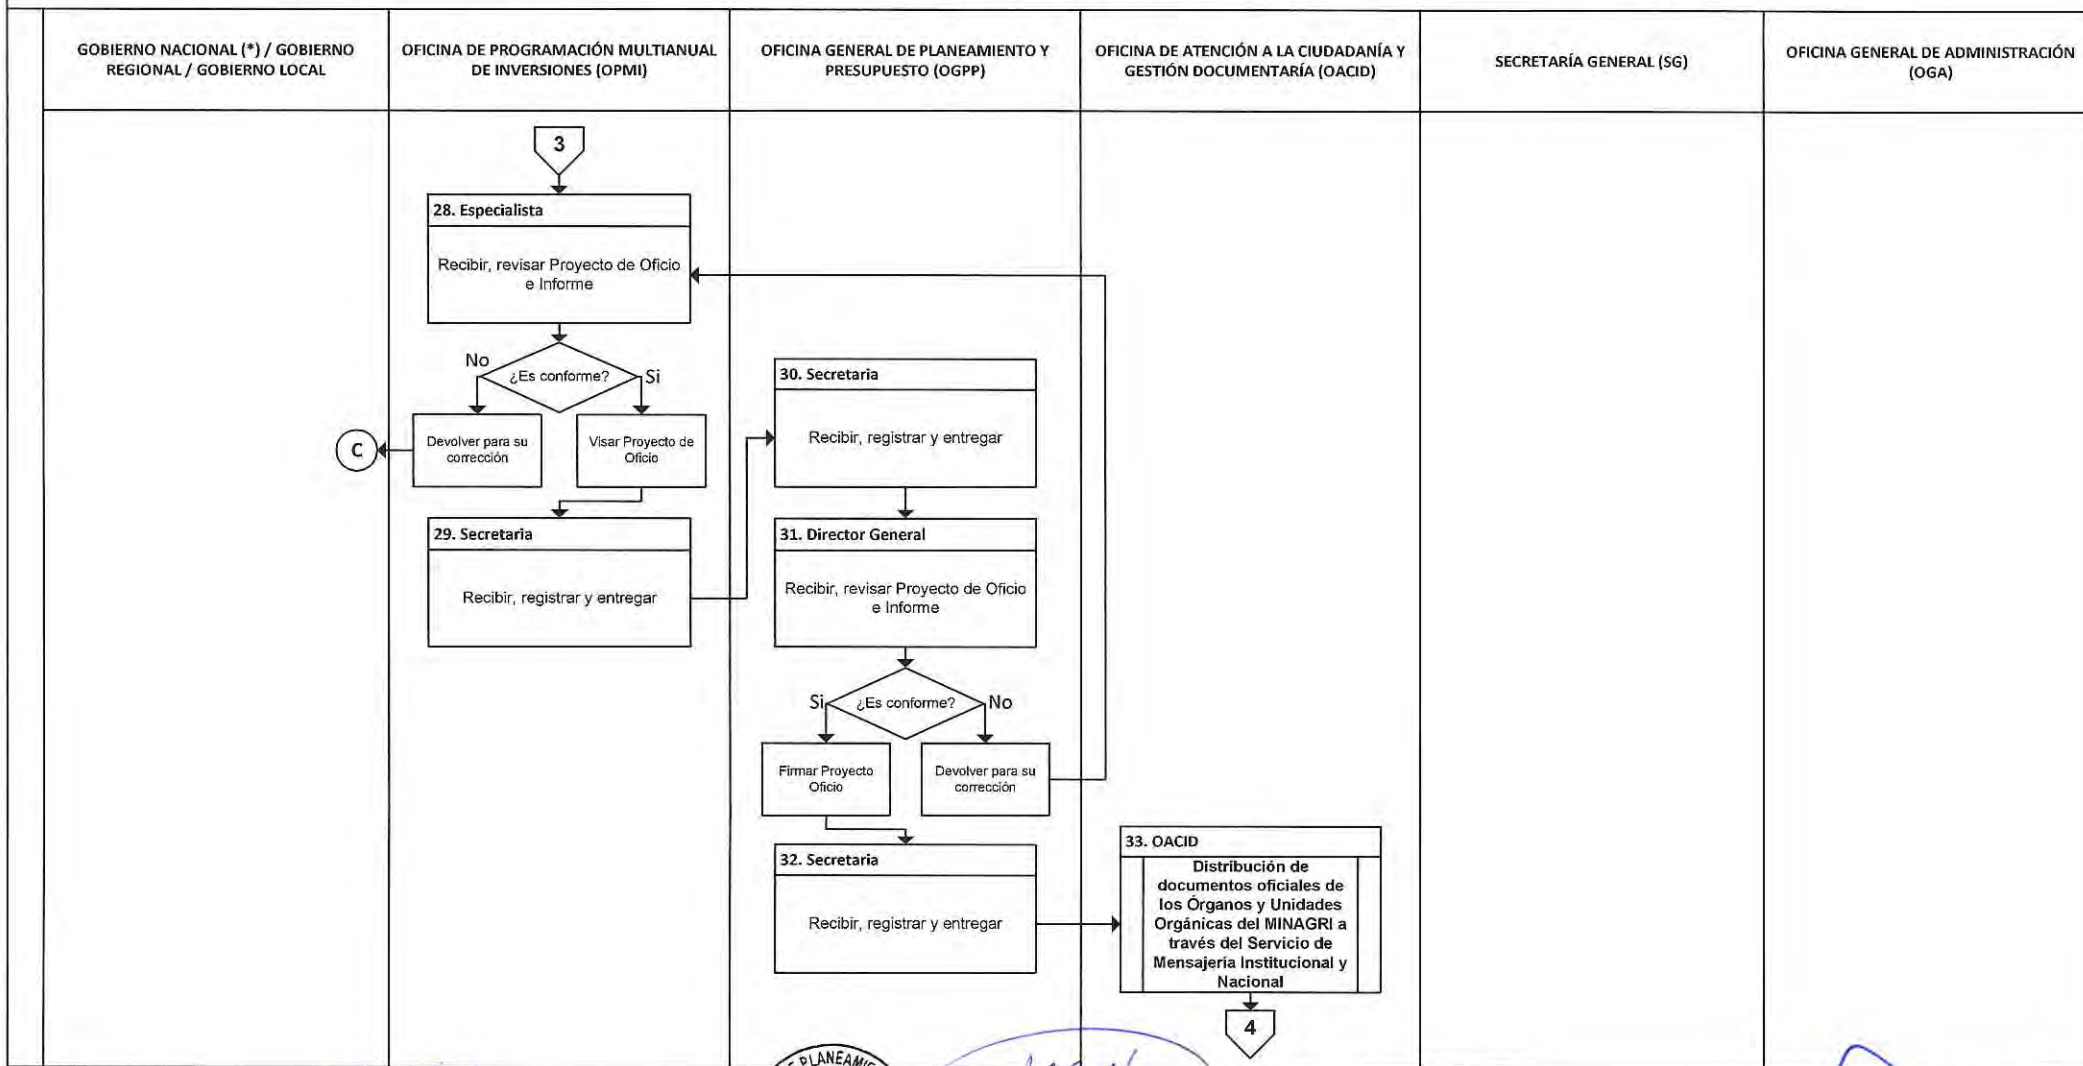 GOBIERNO NACIONAL (*) / GOBIERNO
REGIONAL / GOBIERNO LOCAL
OFICINA DE PROGRAMACIÓN MULTIANUAL
DE INVERSIONES (OPMI)
OFICINA GENERAL DE PLANEAMIENTO Y
PRESUPUESTO (OGPP)
OFICINA DE ATENCIÓN A LA CIUDADANÍA Y
GESTIÓN DOCUMENTARÍA (OACID)
SECRETARÍA GENERAL (SG)
OFICINA GENERAL DE ADMINISTRACIÓN
(OGA)
3
28. Especialista
Recibir, revisar Proyecto de Oficio
e Informe
No
¿Es conforme?
Si
Devolver para su
corrección
Visar Proyecto de
Oficio
C
29. Secretaria
Recibir, registrar y entregar
30. Secretaria
Recibir, registrar y entregar
31. Director General
Recibir, revisar Proyecto de Oficio
e Informe
Si
¿Es conforme?
No
Firmar Proyecto
Oficio
Devolver para su
corrección
32. Secretaria
Recibir, registrar y entregar
33. OACID
Distribución de
documentos oficiales de
los Órganos y Unidades
Orgánicas del MINAGRI a
través del Servicio de
Mensajería Institucional y
Nacional
4